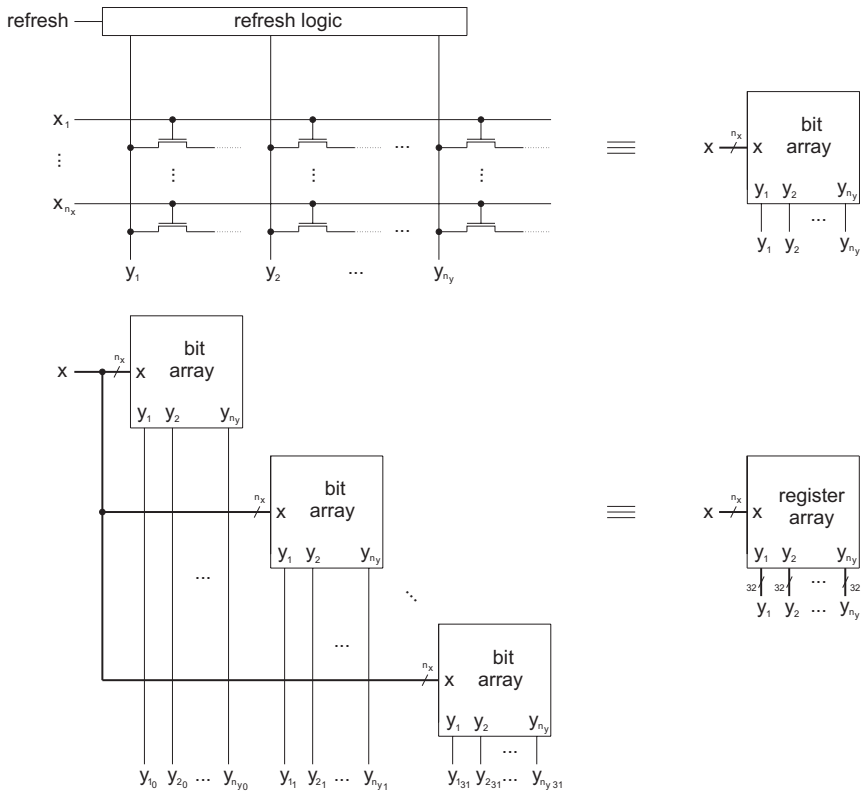 refresh refresh logic
x1
⋮ ⋮ ⋮ ... ⋮
xnx
y1 y2 ... yny
x nx x bit array
y1 y2 yny
...
y1 y2 yny
x nx x bit array
y1 y2 yny
nx x bit array
y1 y2 yny
...
⋱
...
nx x bit array
y1 y2 yny
...
y10 y20 ... yny0 y11 y21 ... yny1 y131 y231 ... yny31
x nx x register array
y1 y2 yny
32 32 ... 32
y1 y2 ... yny